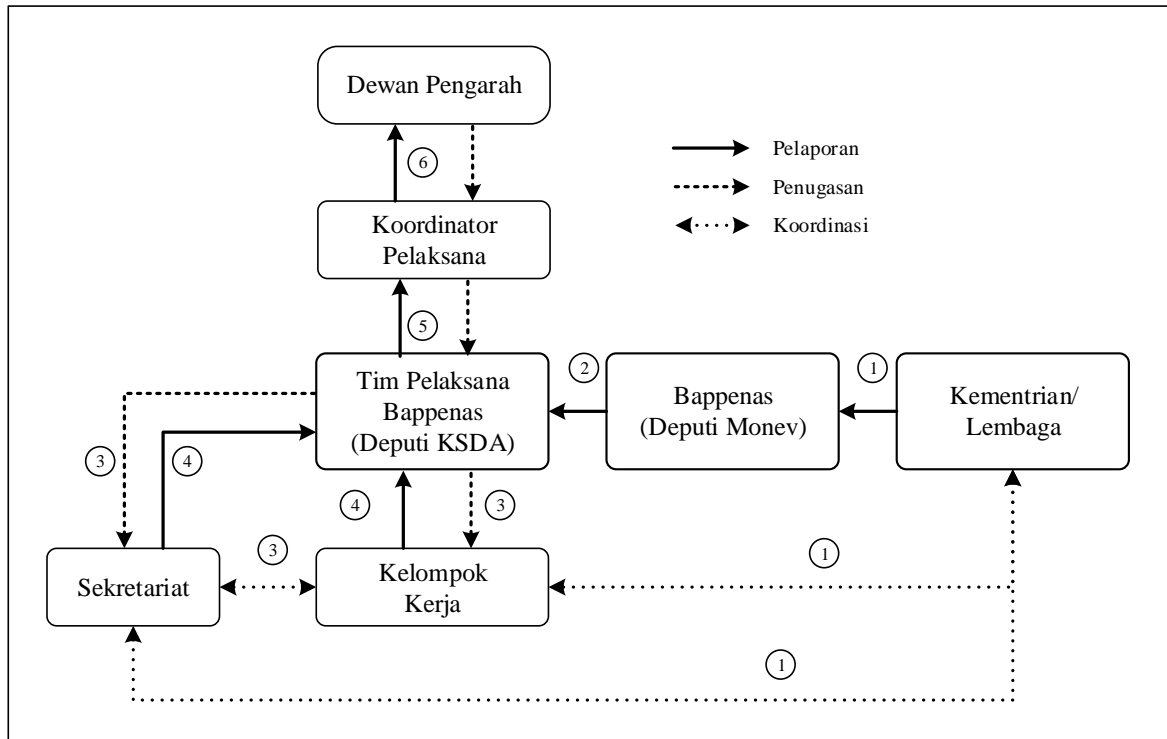 Dewan Pengarah
6
Pelaporan
Penugasan
Koordinasi
Koordinator
Pelaksana
5
Tim Pelaksana
Bappenas
(Deputi KSDA)
2
Bappenas
(Deputi Monev)
1
Kementrian/
Lembaga
3
4
4
3
Sekretariat
3
Kelompok
Kerja
1
1